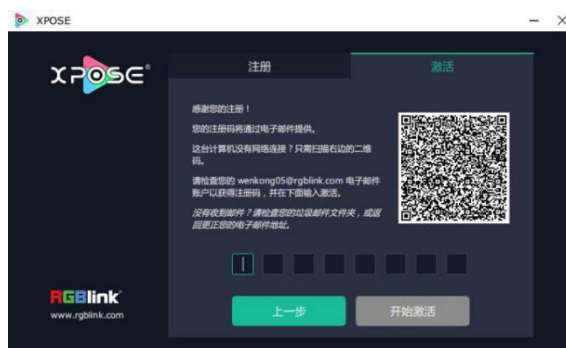 XPOSE
XPOSE
注册
激活
感谢您的注册！
您的注册码将通过电子邮件提供。
这台计算机没有网络连接？只需扫描右边的二维
码。
请检查您的 wenkong05@rgblink.com 电子邮件
账户以获得注册码，并在下面输入激活。
没有收到邮件？请检查您的垃圾邮件文件夹，或返
回更正您的电子邮件地址。
RGBlink
www.rgblink.com
上一步
开始激活